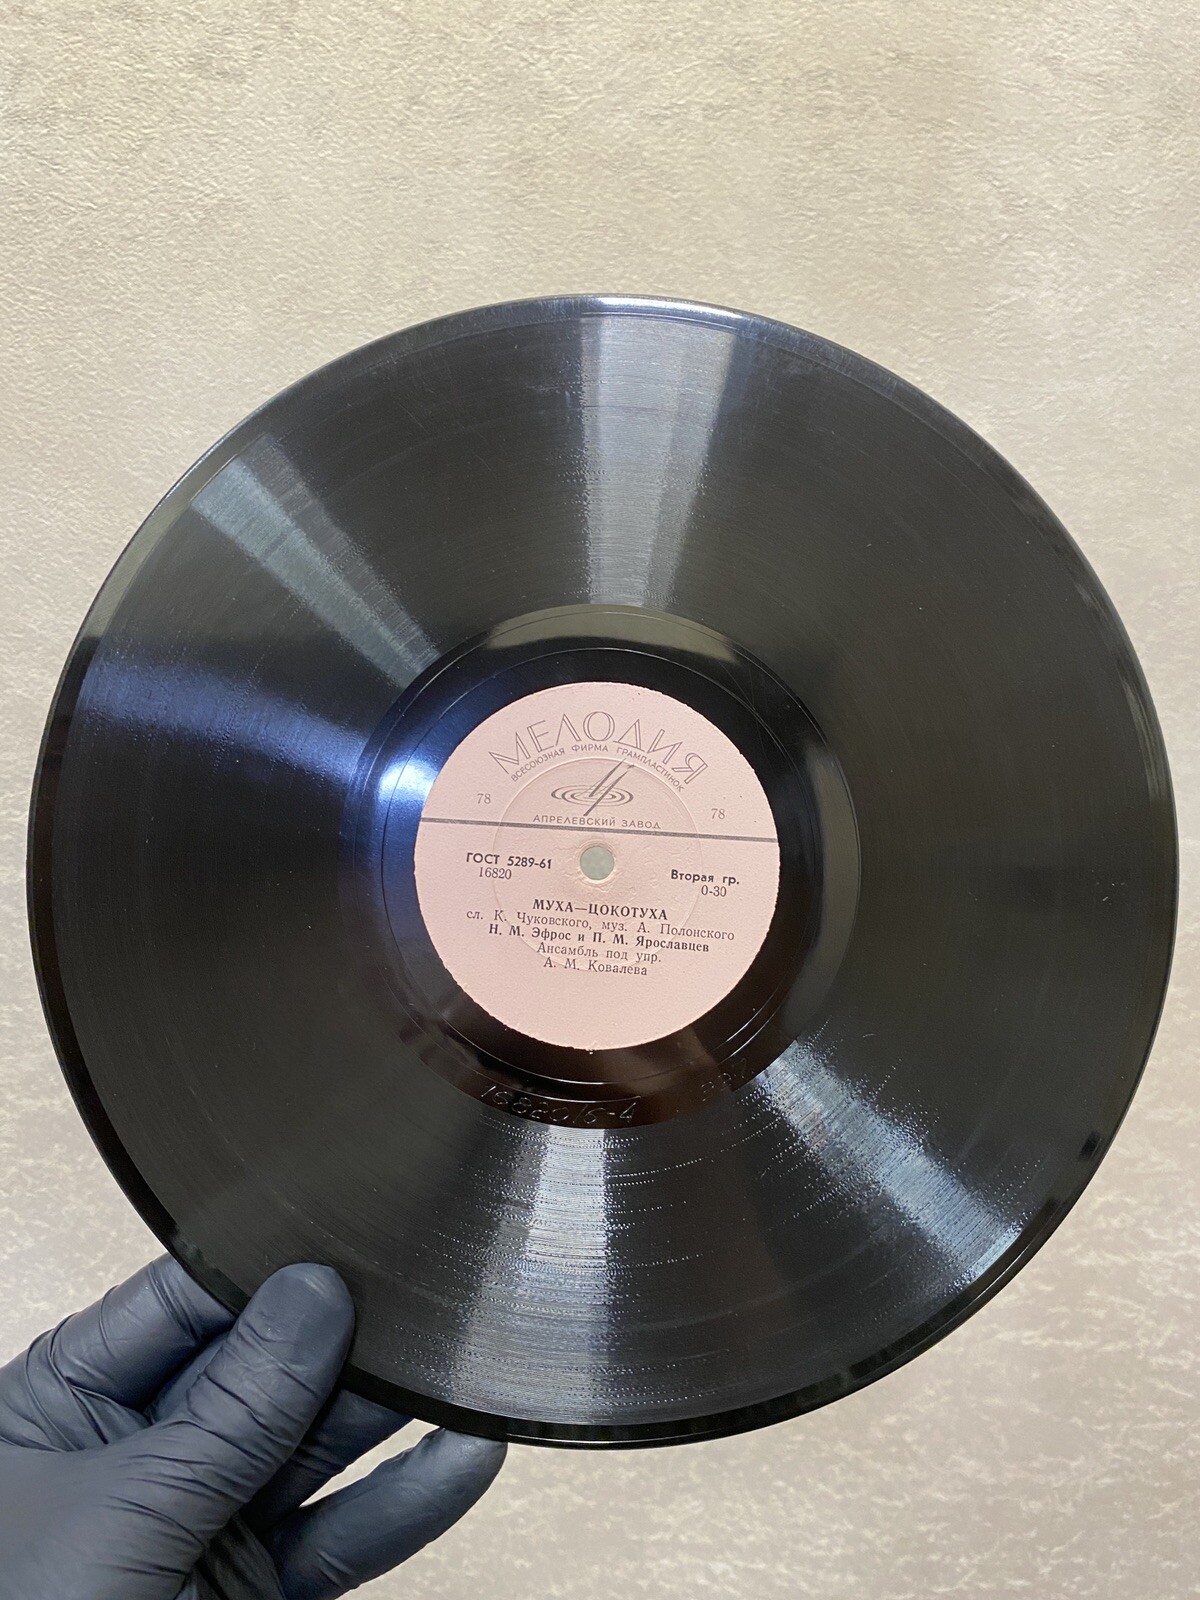 МЕЛОДИЯ
ВСЕСОЮЗНАЯ ФИРМА ГРАМПЛАСТИНОК
78 78
АПРЕЛЕВСКИЙ ЗАВОД
ГОСТ 5289-61 Вторая гр.
16820 0-30
МУХА—ЦОКОТУХА
сл. К. Чуковского, муз. А. Полонского
Н. М. Эфрос и П. М. Ярославцев
Ансамбль под упр.
А. М. Ковалева